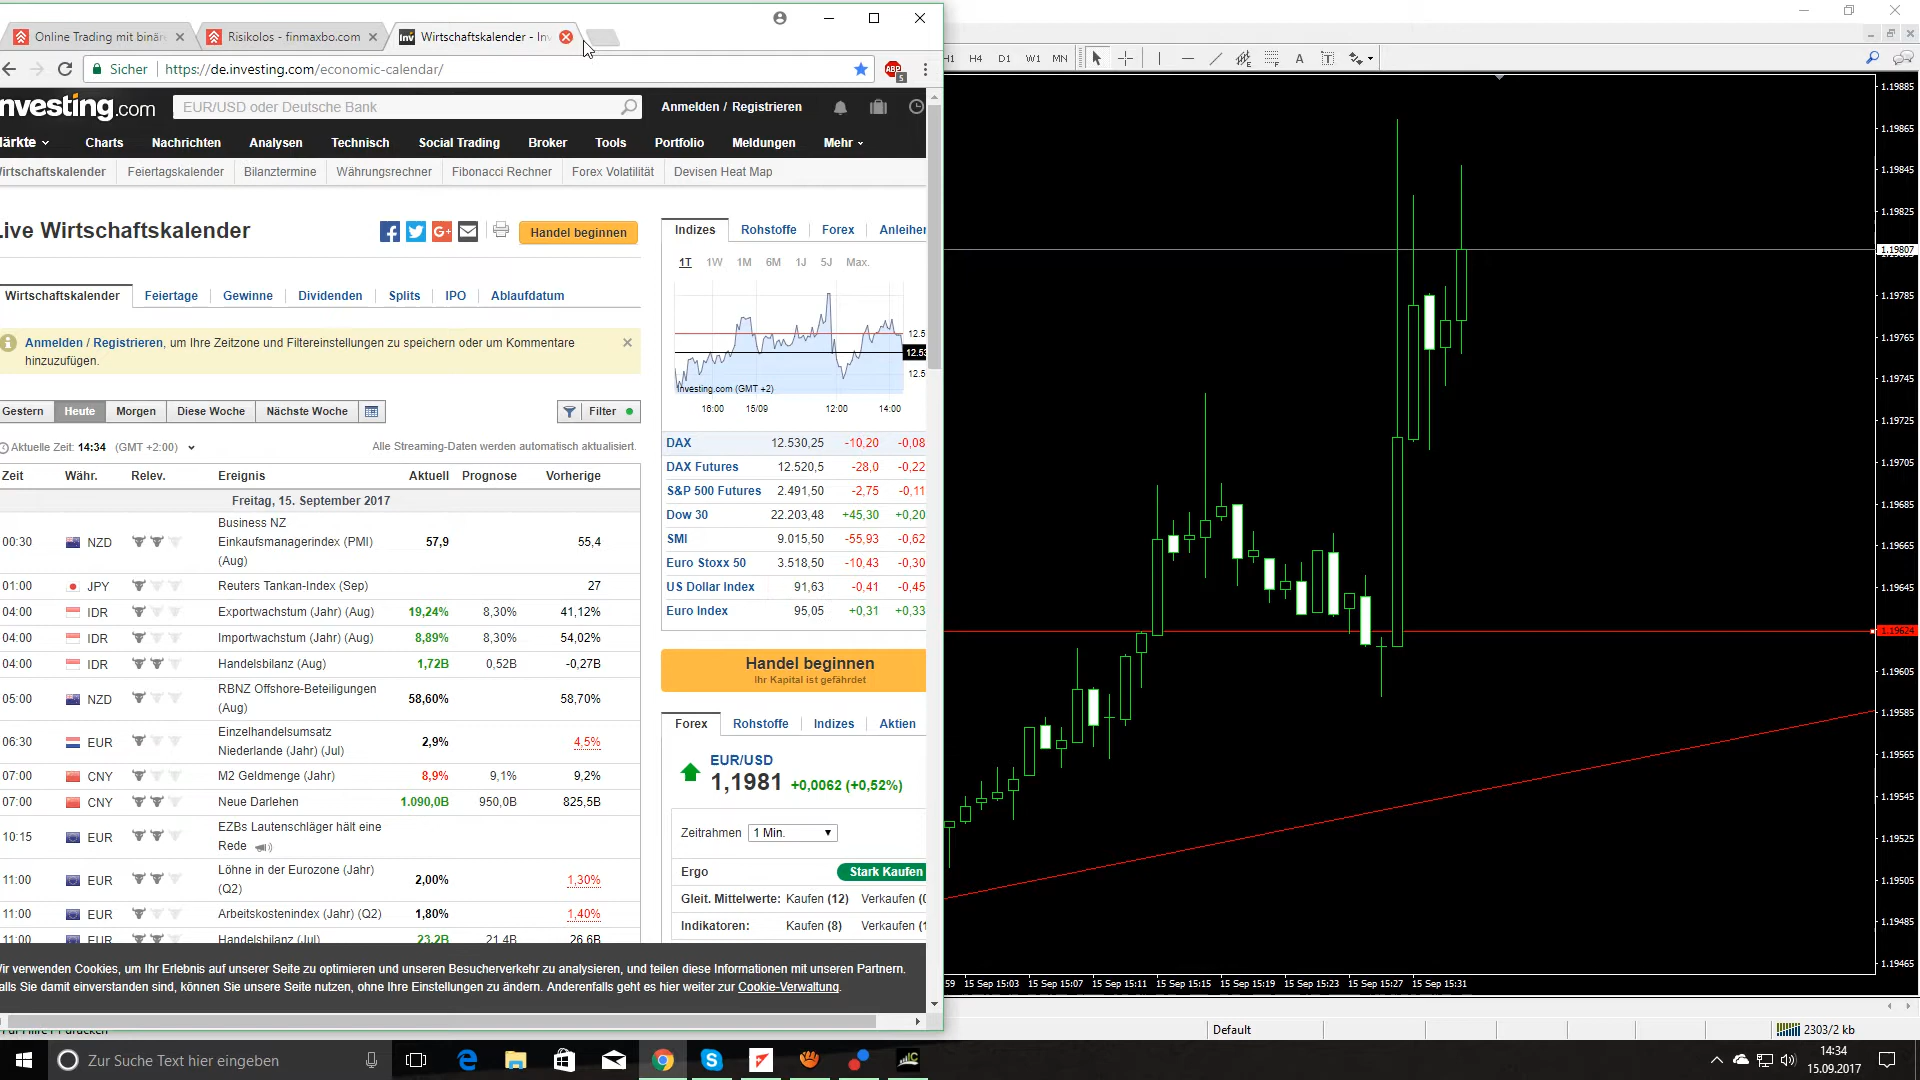 Online Trading mit binär
Risikolos - finmaxbo.com
Inv Wirtschaftskalender - Inv
Sicher https://de.investing.com/economic-calendar/
ABP 5
nvesting.com
EUR/USD oder Deutsche Bank
Anmelden / Registrieren
ärkte Charts Nachrichten Analysen Technisch Social Trading Broker Tools Portfolio Meldungen Mehr
irtschaftskalender Feiertagskalender Bilanztermine Währungsrechner Fibonacci Rechner Forex Volatilität Devisen Heat Map
ive Wirtschaftskalender
G+
Handel beginnen
Wirtschaftskalender Feiertage Gewinne Dividenden Splits IPO Ablaufdatum
Anmelden / Registrieren, um Ihre Zeitzone und Filtereinstellungen zu speichern oder um Kommentare
hinzuzufügen.
Gestern Heute Morgen Diese Woche Nächste Woche Filter
Aktuelle Zeit: 14:34 (GMT +2:00) Alle Streaming-Daten werden automatisch aktualisiert.
Zeit Währ. Relev. Ereignis Aktuell Prognose Vorherige
Freitag, 15. September 2017
00:30 NZD Business NZ
Einkaufsmanagerindex (PMI)
(Aug) 57,9 55,4
01:00 JPY Reuters Tankan-Index (Sep) 27
04:00 IDR Exportwachstum (Jahr) (Aug) 19,24% 8,30% 41,12%
04:00 IDR Importwachstum (Jahr) (Aug) 8,89% 8,30% 54,02%
04:00 IDR Handelsbilanz (Aug) 1,72B 0,52B -0,27B
05:00 NZD RBNZ Offshore-Beteiligungen
(Aug) 58,60% 58,70%
06:30 EUR Einzelhandelsumsatz
Niederlande (Jahr) (Jul) 2,9% 4,5%
07:00 CNY M2 Geldmenge (Jahr) 8,9% 9,1% 9,2%
07:00 CNY Neue Darlehen 1.090,0B 950,0B 825,5B
10:15 EUR EZBs Lautenschläger hält eine
Rede
11:00 EUR Löhne in der Eurozone (Jahr)
(Q2) 2,00% 1,30%
11:00 EUR Arbeitskostenindex (Jahr) (Q2) 1,80% 1,40%
11:00 EUR Handelsbilanz (Jul) 23,2B 21,4B 26,6B
Indizes Rohstoffe Forex Anleihen
1T 1W 1M 6M 1J 5J Max.
12.5
12.53
12.5
Investing.com (GMT +2)
16:00 15/09 12:00 14:00
DAX 12.530,25 -10,20 -0,08
DAX Futures 12.520,5 -28,0 -0,22
S&P 500 Futures 2.491,50 -2,75 -0,11
Dow 30 22.203,48 +45,30 +0,20
SMI 9.015,50 -55,93 -0,62
Euro Stoxx 50 3.518,50 -10,43 -0,30
US Dollar Index 91,63 -0,41 -0,45
Euro Index 95,05 +0,31 +0,33
Handel beginnen
Ihr Kapital ist gefährdet
Forex Rohstoffe Indizes Aktien
EUR/USD
1,1981 +0,0062 (+0,52%)
Zeitrahmen 1 Min.
Ergo Stark Kaufen
Gleit. Mittelwerte: Kaufen (12) Verkaufen (0
Indikatoren: Kaufen (8) Verkaufen (1
ir verwenden Cookies, um Ihr Erlebnis auf unserer Seite zu optimieren und unseren Besucherverkehr zu analysieren, und teilen diese Informationen mit unseren Partnern.
alls Sie damit einverstanden sind, können Sie unsere Seite nutzen, ohne Ihre Einstellungen zu ändern. Anderenfalls geht es hier weiter zur Cookie-Verwaltung.
H1 H4 D1 W1 MN A T
1.19885
1.19865
1.19845
1.19825
1.19807
1.19785
1.19765
1.19745
1.19725
1.19705
1.19685
1.19665
1.19645
1.19624
1.19605
1.19585
1.19565
1.19545
1.19525
1.19505
1.19485
1.19465
59 15 Sep 15:03 15 Sep 15:07 15 Sep 15:11 15 Sep 15:15 15 Sep 15:19 15 Sep 15:23 15 Sep 15:27 15 Sep 15:31
Default 2303/2 kb
Zur Suche Text hier eingeben
14:34
15.09.2017